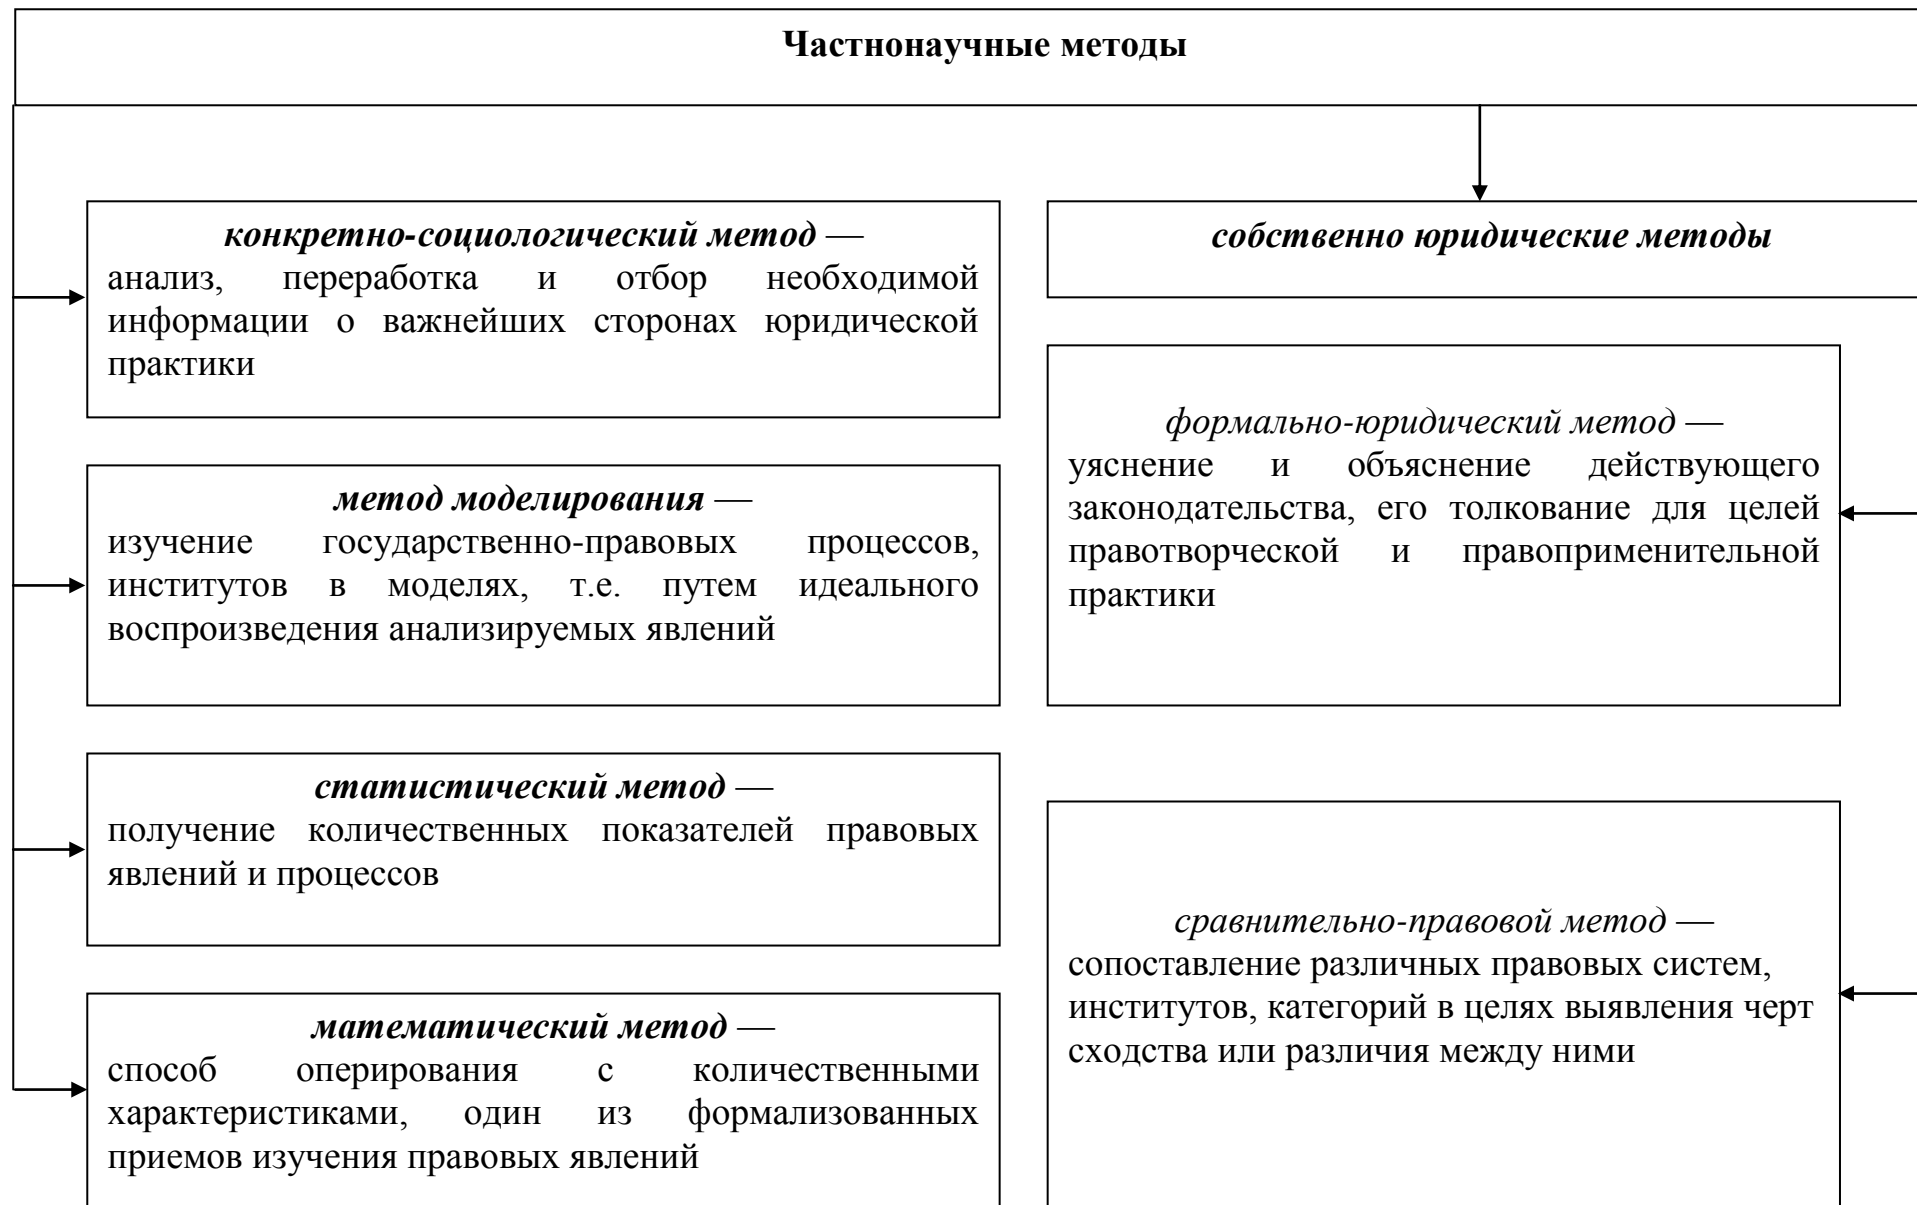 Частнонаучные методы
конкретно-социологический метод —
анализ, переработка и отбор необходимой
информации о важнейших сторонах юридической
практики
метод моделирования —
изучение государственно-правовых процессов,
институтов в моделях, т.е. путем идеального
воспроизведения анализируемых явлений
статистический метод —
получение количественных показателей правовых
явлений и процессов
математический метод —
способ оперирования с количественными
характеристиками, один из формализованных
приемов изучения правовых явлений
собственно юридические методы
формально-юридический метод —
уяснение и объяснение действующего
законодательства, его толкование для целей
правотворческой и правоприменительной
практики
сравнительно-правовой метод —
сопоставление различных правовых систем,
институтов, категорий в целях выявления черт
сходства или различия между ними